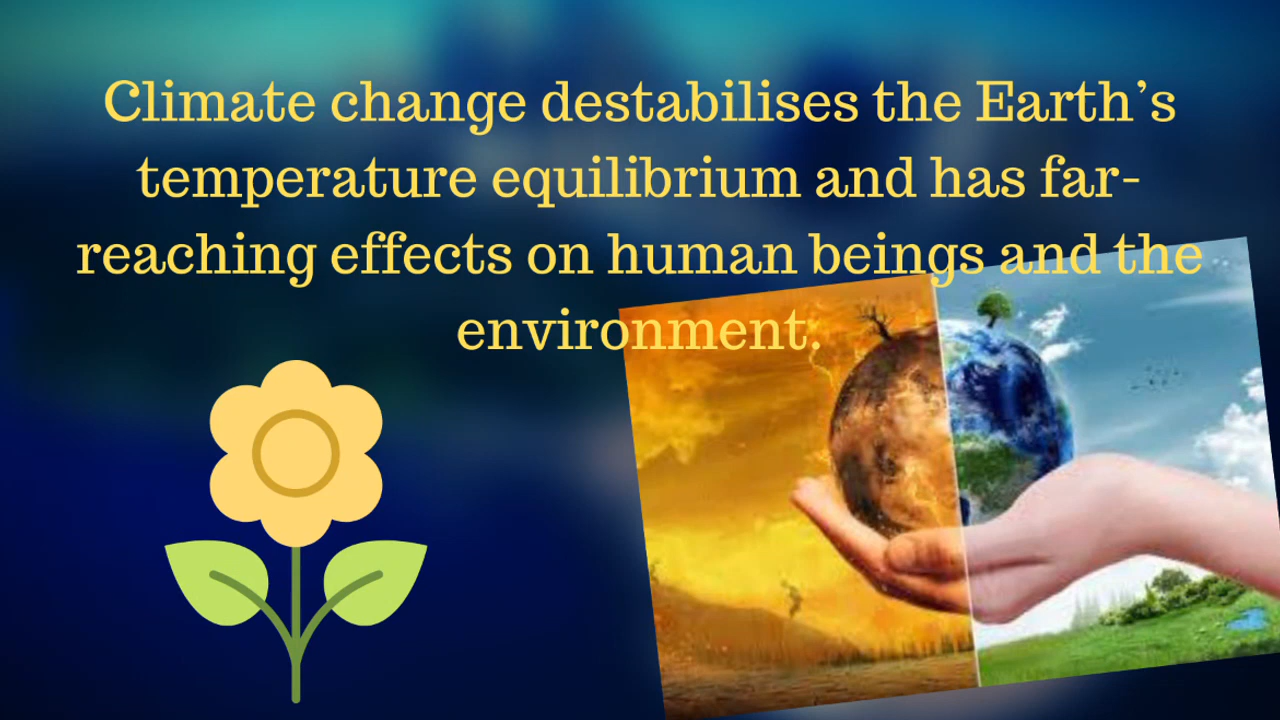 Climate change destabilises the Earth’s
temperature equilibrium and has far-
reaching effects on human beings and the
environment.